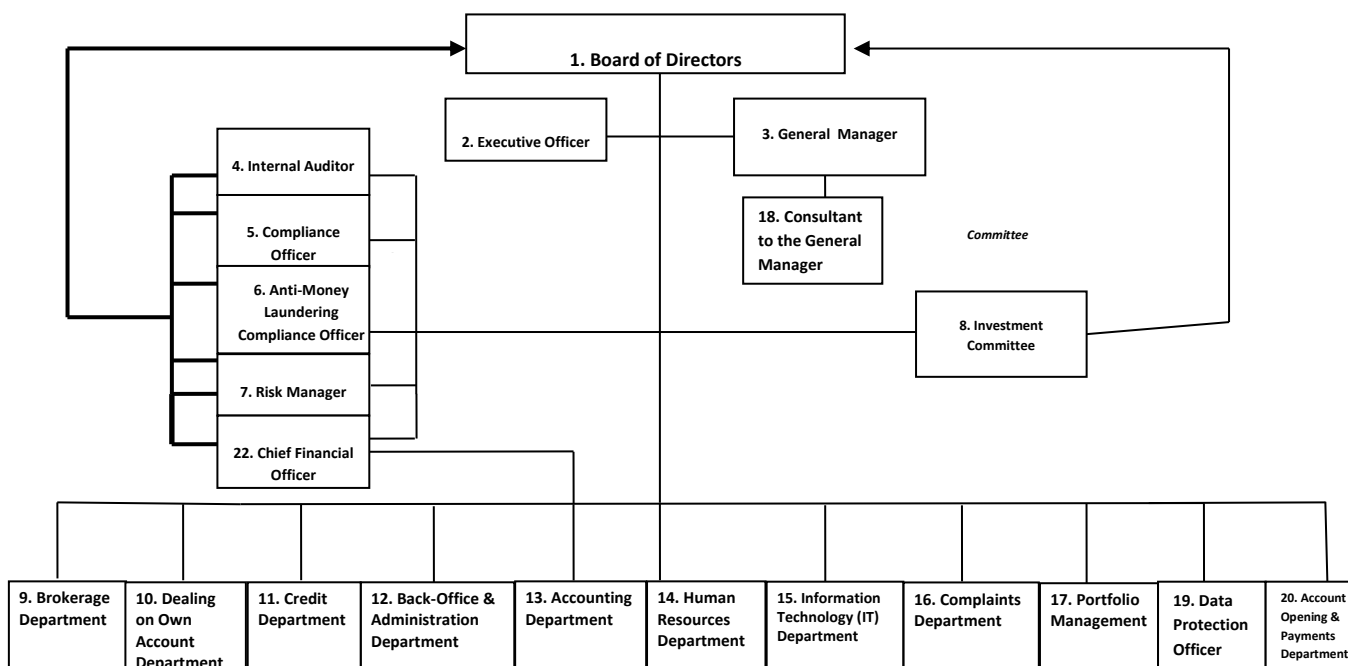 1. Board of Directors
2. Executive Officer
3. General Manager
4. Internal Auditor
18. Consultant
to the General
Manager
Committee
5. Compliance
Officer
6. Anti-Money
Laundering
Compliance Officer
8. Investment
Committee
7. Risk Manager
22. Chief Financial
Officer
9. Brokerage
Department
10. Dealing
on Own
Account
Department
11. Credit
Department
12. Back-Office &
Administration
Department
13. Accounting
Department
14. Human
Resources
Department
15. Information
Technology (IT)
Department
16. Complaints
Department
17. Portfolio
Management
19. Data
Protection
Officer
20. Account
Opening &
Payments
Department